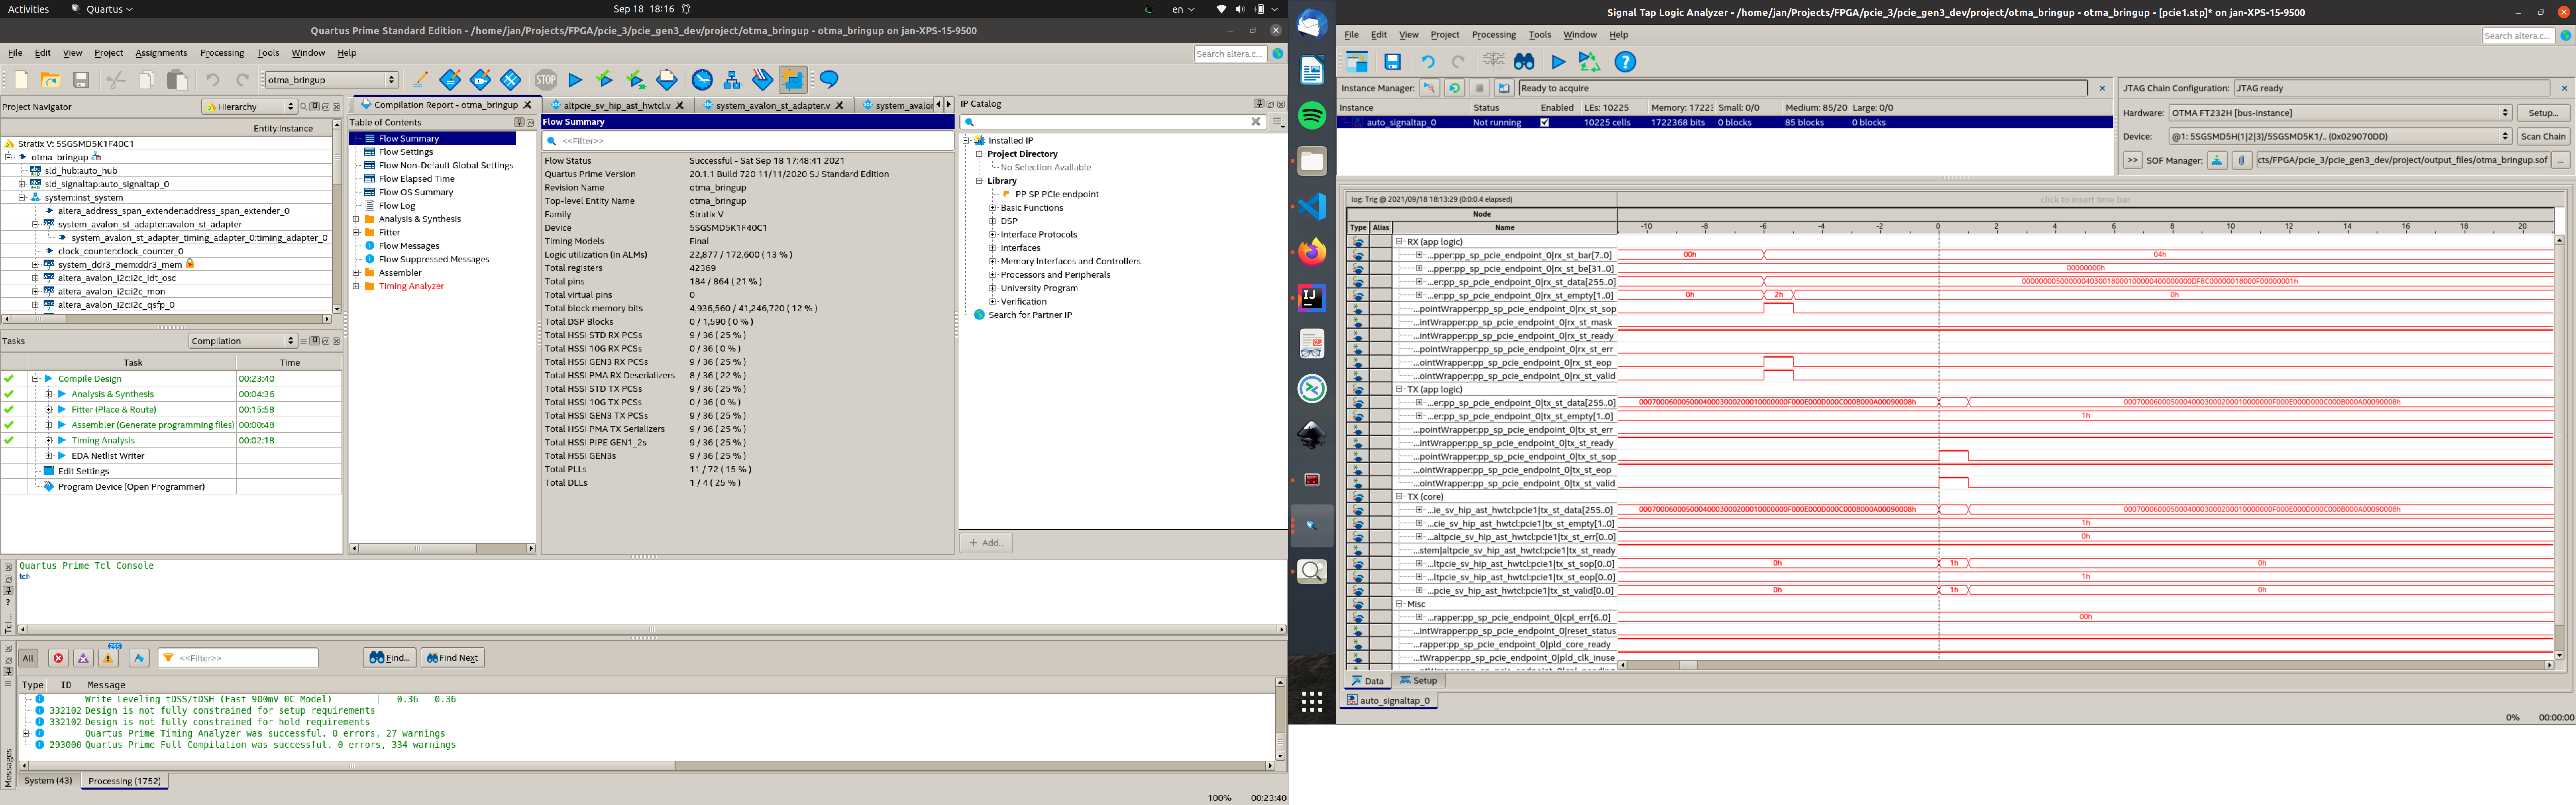 Activities
Quartus
Sep 18 18:16
en
Quartus Prime Standard Edition - /home/jan/Projects/FPGA/pcie_3/pcie_gen3_dev/project/otma_bringup - otma_bringup on jan-XPS-15-9500
File Edit View Project Assignments Processing Tools Window Help
Search altera.c...
otma_bringup
STOP
Project Navigator
Hierarchy
Entity:Instance
Stratix V: 5SGSMD5K1F40C1
otma_bringup
sld_hub:auto_hub
sld_signaltap:auto_signaltap_0
system:inst_system
altera_address_span_extender:address_span_extender_0
system_avalon_st_adapter:avalon_st_adapter
system_avalon_st_adapter_timing_adapter_0:timing_adapter_0
clock_counter:clock_counter_0
system_ddr3_mem:ddr3_mem
altera_avalon_i2c:i2c_idt_osc
altera_avalon_i2c:i2c_mon
altera_avalon_i2c:i2c_qsfp_0
Tasks
Compilation
Task Time
Compile Design 00:23:40
Analysis & Synthesis 00:04:36
Fitter (Place & Route) 00:15:58
Assembler (Generate programming files) 00:00:48
Timing Analysis 00:02:18
EDA Netlist Writer
Edit Settings
Program Device (Open Programmer)
Compilation Report - otma_bringup
altpcie_sv_hip_ast_hwtcl.v
system_avalon_st_adapter.v
system_avalon
Table of Contents
Flow Summary
Flow Settings
Flow Non-Default Global Settings
Flow Elapsed Time
Flow OS Summary
Flow Log
Analysis & Synthesis
Fitter
Flow Messages
Flow Suppressed Messages
Assembler
Timing Analyzer
Flow Summary
<<Filter>>
Flow Status Successful - Sat Sep 18 17:48:41 2021
Quartus Prime Version 20.1.1 Build 720 11/11/2020 SJ Standard Edition
Revision Name otma_bringup
Top-level Entity Name otma_bringup
Family Stratix V
Device 5SGSMD5K1F40C1
Timing Models Final
Logic utilization (in ALMs) 22,877 / 172,600 ( 13 % )
Total registers 42369
Total pins 184 / 864 ( 21 % )
Total virtual pins 0
Total block memory bits 4,936,560 / 41,246,720 ( 12 % )
Total DSP Blocks 0 / 1,590 ( 0 % )
Total HSSI STD RX PCSs 9 / 36 ( 25 % )
Total HSSI 10G RX PCSs 0 / 36 ( 0 % )
Total HSSI GEN3 RX PCSs 9 / 36 ( 25 % )
Total HSSI PMA RX Deserializers 8 / 36 ( 22 % )
Total HSSI STD TX PCSs 9 / 36 ( 25 % )
Total HSSI 10G TX PCSs 0 / 36 ( 0 % )
Total HSSI GEN3 TX PCSs 9 / 36 ( 25 % )
Total HSSI PMA TX Serializers 9 / 36 ( 25 % )
Total HSSI PIPE GEN1_2s 9 / 36 ( 25 % )
Total HSSI GEN3s 9 / 36 ( 25 % )
Total PLLs 11 / 72 ( 15 % )
Total DLLs 1 / 4 ( 25 % )
IP Catalog
Installed IP
Project Directory
No Selection Available
Library
PP SP PCIe endpoint
Basic Functions
DSP
Interface Protocols
Interfaces
Memory Interfaces and Controllers
Processors and Peripherals
University Program
Verification
Search for Partner IP
+ Add...
Quartus Prime Tcl Console
tcl>
Tcl ...
All
255
<<Filter>>
Find...
Find Next
Type ID Message
Write Leveling tDSS/tDSH (Fast 900mV 0C Model) | 0.36 0.36
332102 Design is not fully constrained for setup requirements
332102 Design is not fully constrained for hold requirements
Quartus Prime Timing Analyzer was successful. 0 errors, 27 warnings
293000 Quartus Prime Full Compilation was successful. 0 errors, 334 warnings
Messages
System (43)
Processing (1752)
100% 00:23:40
Signal Tap Logic Analyzer - /home/jan/Projects/FPGA/pcie_3/pcie_gen3_dev/project/otma_bringup - otma_bringup - [pcie1.stp]* on jan-XPS-15-9500
File Edit View Project Processing Tools Window Help
Search altera.c...
Instance Manager:
Ready to acquire
Instance Status Enabled LEs: 10225 Memory: 17223 Small: 0/0 Medium: 85/20 Large: 0/0
auto_signaltap_0 Not running 10225 cells 1722368 bits 0 blocks 85 blocks 0 blocks
JTAG Chain Configuration: JTAG ready
Hardware: OTMA FT232H [bus-instance] Setup...
Device: @1: 5SGSMD5H(1|2|3)/5SGSMD5K1/.. (0x029070DD) Scan Chain
>> SOF Manager: cts/FPGA/pcie_3/pcie_gen3_dev/project/output_files/otma_bringup.sof ...
log: Trig @ 2021/09/18 18:13:29 (0:0:0.4 elapsed)
click to insert time bar
Node
Type Alias Name
-10 -8 -6 -4 -2 0 2 4 6 8 10 12 14 16 18 20
RX (app logic)
...pper:pp_sp_pcie_endpoint_0|rx_st_bar[7..0] 00h 04h
...pper:pp_sp_pcie_endpoint_0|rx_st_be[31..0] 00000000h
...er:pp_sp_pcie_endpoint_0|rx_st_data[255..0]
...er:pp_sp_pcie_endpoint_0|rx_st_empty[1..0] 0h 2h 0h
...pointWrapper:pp_sp_pcie_endpoint_0|rx_st_sop
...intWrapper:pp_sp_pcie_endpoint_0|rx_st_mask
...intWrapper:pp_sp_pcie_endpoint_0|rx_st_ready
...pointWrapper:pp_sp_pcie_endpoint_0|rx_st_err
...ointWrapper:pp_sp_pcie_endpoint_0|rx_st_eop
...ointWrapper:pp_sp_pcie_endpoint_0|rx_st_valid
TX (app logic)
...er:pp_sp_pcie_endpoint_0|tx_st_data[255..0] 00070006000500040003000200010000000F000E000D000C000B000A00090008h 00070006000500040003000200010000000F000E000D000C000B000A00090008h
...er:pp_sp_pcie_endpoint_0|tx_st_empty[1..0] 1h
...pointWrapper:pp_sp_pcie_endpoint_0|tx_st_err
...intWrapper:pp_sp_pcie_endpoint_0|tx_st_ready
...pointWrapper:pp_sp_pcie_endpoint_0|tx_st_sop
...ointWrapper:pp_sp_pcie_endpoint_0|tx_st_eop
...ointWrapper:pp_sp_pcie_endpoint_0|tx_st_valid
TX (core)
...ie_sv_hip_ast_hwtcl:pcie1|tx_st_data[255..0] 00070006000500040003000200010000000F000E000D000C000B000A00090008h 00070006000500040003000200010000000F000E000D000C000B000A00090008h
...cie_sv_hip_ast_hwtcl:pcie1|tx_st_empty[1..0] 1h
...altpcie_sv_hip_ast_hwtcl:pcie1|tx_st_err[0..0] 0h
...stem|altpcie_sv_hip_ast_hwtcl:pcie1|tx_st_ready
...ltpcie_sv_hip_ast_hwtcl:pcie1|tx_st_sop[0..0] 0h 1h 0h
...ltpcie_sv_hip_ast_hwtcl:pcie1|tx_st_eop[0..0] 1h
...pcie_sv_hip_ast_hwtcl:pcie1|tx_st_valid[0..0] 0h 1h 0h
Misc
...rapper:pp_sp_pcie_endpoint_0|cpl_err[6..0] 00h
...intWrapper:pp_sp_pcie_endpoint_0|reset_status
...rapper:pp_sp_pcie_endpoint_0|pld_core_ready
...tWrapper:pp_sp_pcie_endpoint_0|pld_clk_inuse
Data
Setup
auto_signaltap_0
0% 00:00:00